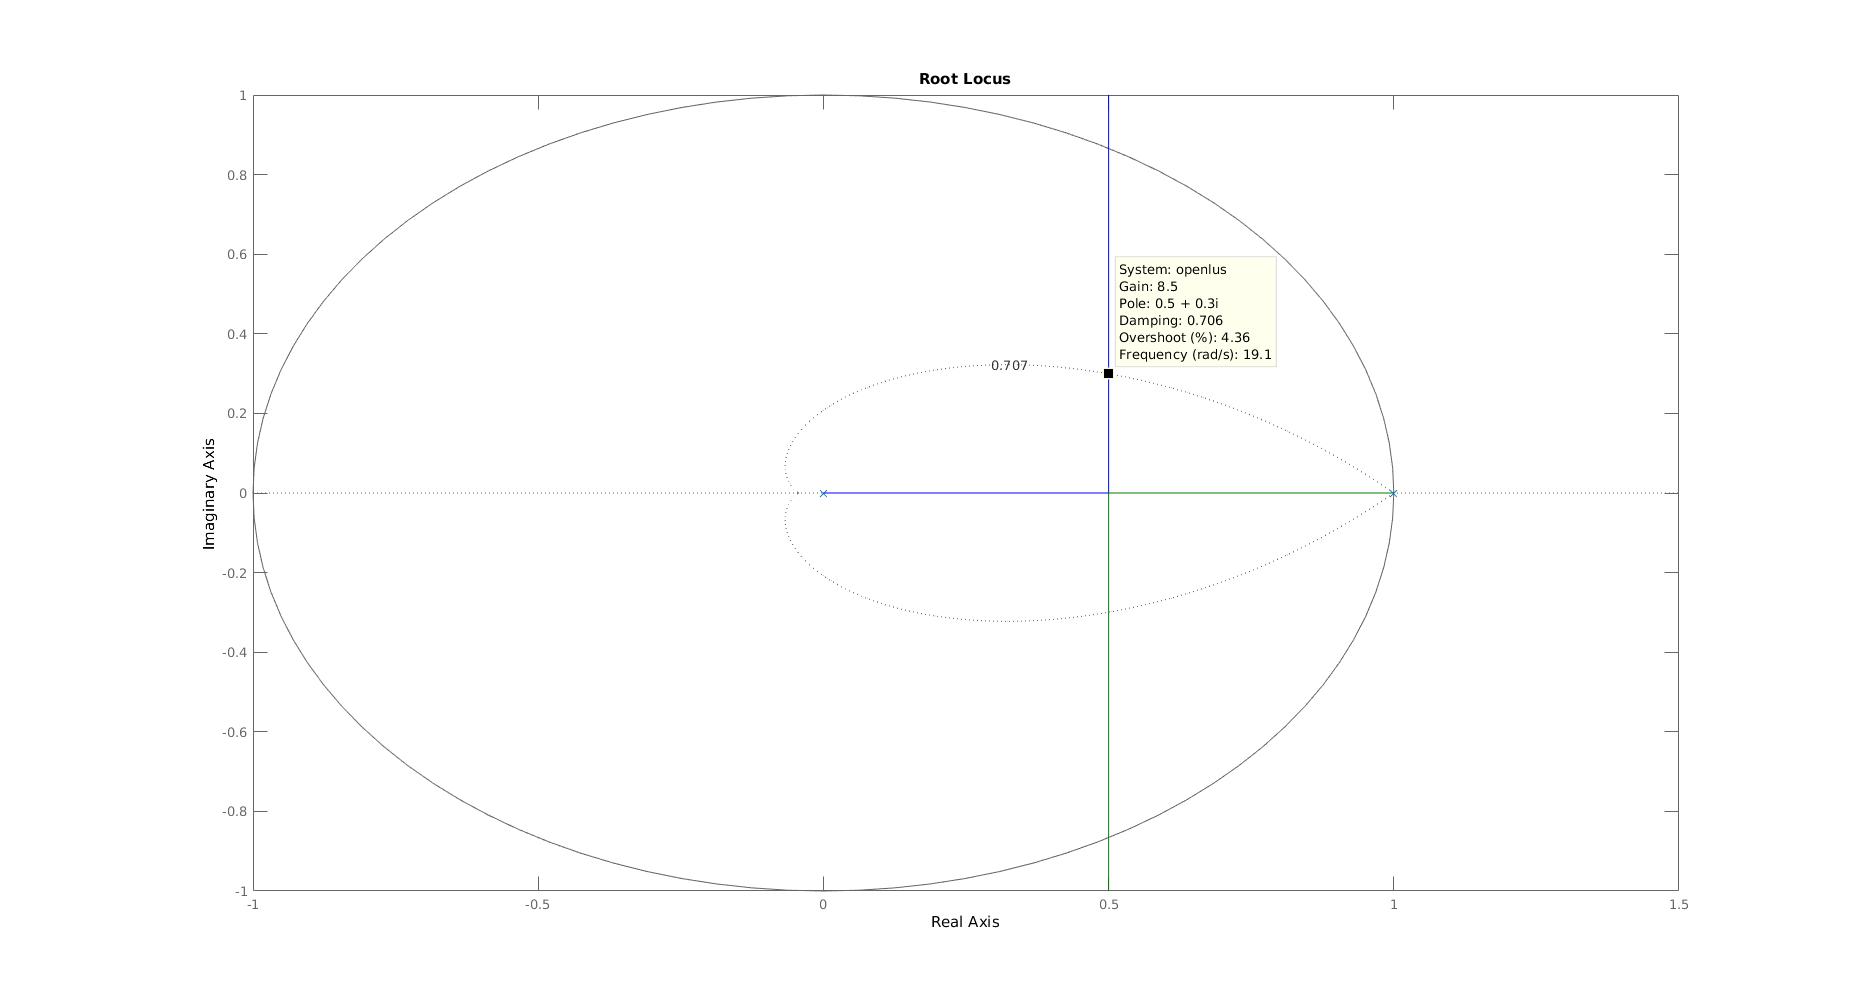 Root Locus
1
0.8
0.6
0.4
0.2
0
-0.2
-0.4
-0.6
-0.8
-1
Imaginary Axis
0.707
System: openlus
Gain: 8.5
Pole: 0.5 + 0.3i
Damping: 0.706
Overshoot (%): 4.36
Frequency (rad/s): 19.1
-1 -0.5 0 0.5 1 1.5
Real Axis